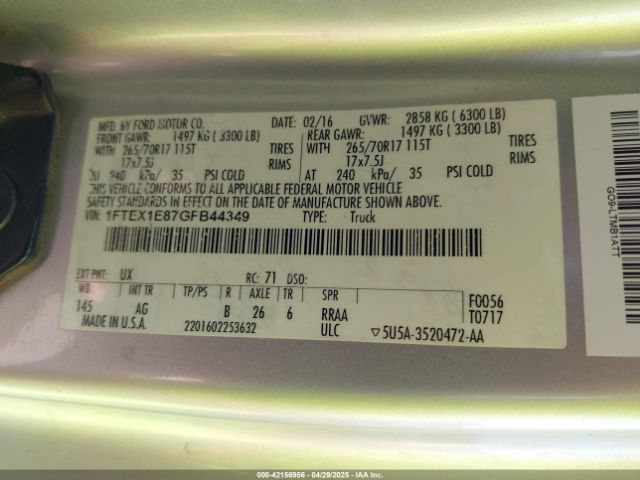 MFD. BY FORD MOTOR CO. DATE: 02/16 GVWR: 2858 KG ( 6300 LB)
FRONT GAWR: 1497 KG ( 3300 LB) REAR GAWR: 1497 KG ( 3300 LB)
WITH 265/70R17 115T TIRES WITH 265/70R17 115T TIRES
17x7.5J RIMS 17x7.5J RIMS
AT 240 kPa/ 35 PSI COLD AT 240 kPa/ 35 PSI COLD
THIS VEHICLE CONFORMS TO ALL APPLICABLE FEDERAL MOTOR VEHICLE
SAFETY STANDARDS IN EFFECT ON THE DATE OF MANUFACTURE SHOWN ABOVE.
VIN: 1FTEX1E87GFB44349 TYPE: Truck
EXT PNT: UX RC: 71 DSO:
WB INT TR TP/PS R AXLE TR SPR F0056
145 AG B 26 6 RRAA T0717
MADE IN U.S.A. 2201602253632 ULC ▽5U5A-3520472-AA
GO9-LTMB1ATT
000-42156956 - 04/29/2025 - IAAI.COM